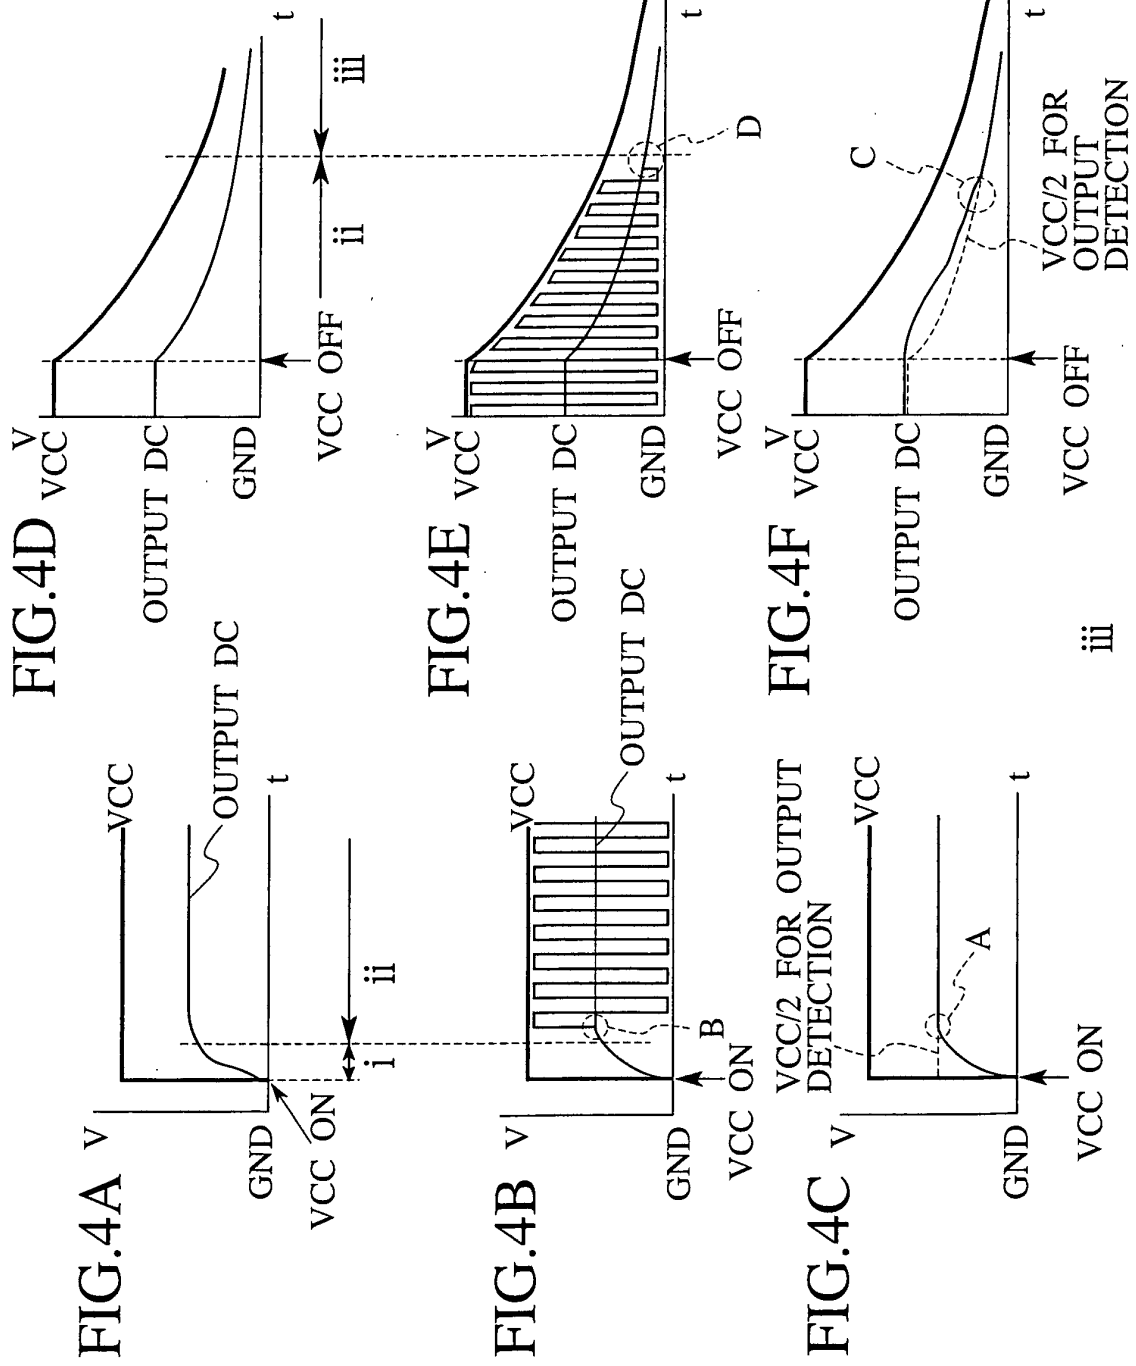 FIG.4A
V
VCC
OUTPUT DC
GND
t
VCC ON
i
ii
FIG.4B
V
VCC
OUTPUT DC
GND
t
VCC ON
B
FIG.4C
VCC/2 FOR OUTPUT
DETECTION
V
VCC
A
GND
t
VCC ON
FIG.4D
V
VCC
OUTPUT DC
GND
t
VCC OFF
ii
iii
FIG.4E
V
VCC
OUTPUT DC
GND
t
VCC OFF
D
FIG.4F
V
VCC
OUTPUT DC
GND
t
VCC OFF
C
VCC/2 FOR
OUTPUT
DETECTION
iii